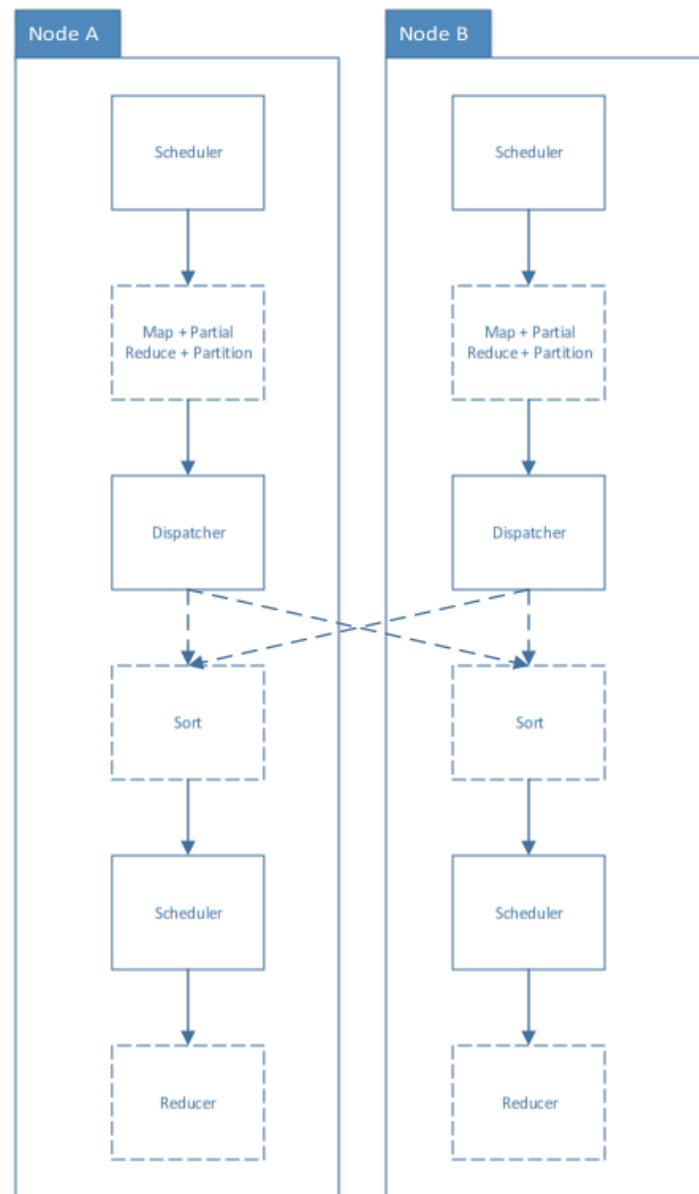 Node A
Scheduler
Map + Partial
Reduce + Partition
Dispatcher
Sort
Scheduler
Reducer
Node B
Scheduler
Map + Partial
Reduce + Partition
Dispatcher
Sort
Scheduler
Reducer